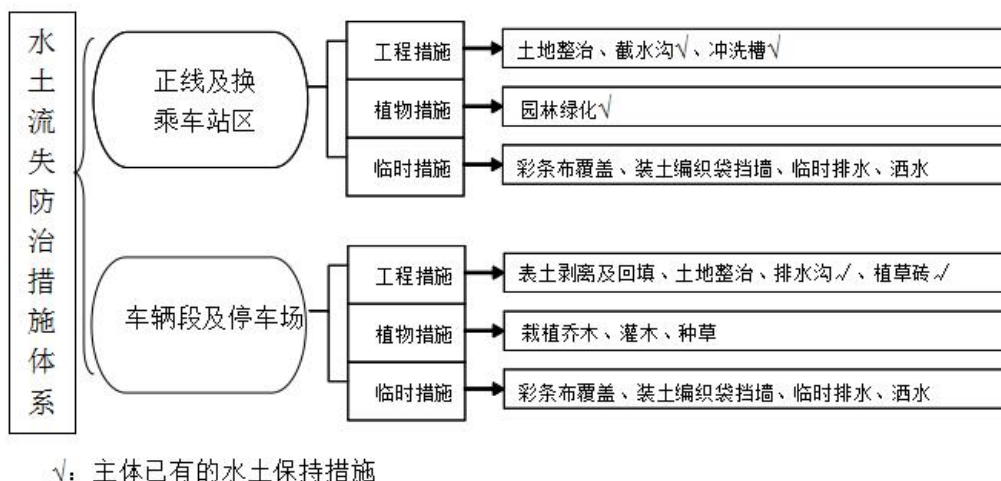 水土流失防治措施体系
正线及换
乘车站区
工程措施
土地整治、截水沟√、冲洗槽√
植物措施
园林绿化√
临时措施
彩条布覆盖、装土编织袋挡墙、临时排水、洒水
车辆段及停车场
工程措施
表土剥离及回填、土地整治、排水沟√、植草砖√
植物措施
栽植乔木、灌木、种草
临时措施
彩条布覆盖、装土编织袋挡墙、临时排水、洒水
√：主体已有的水土保持措施